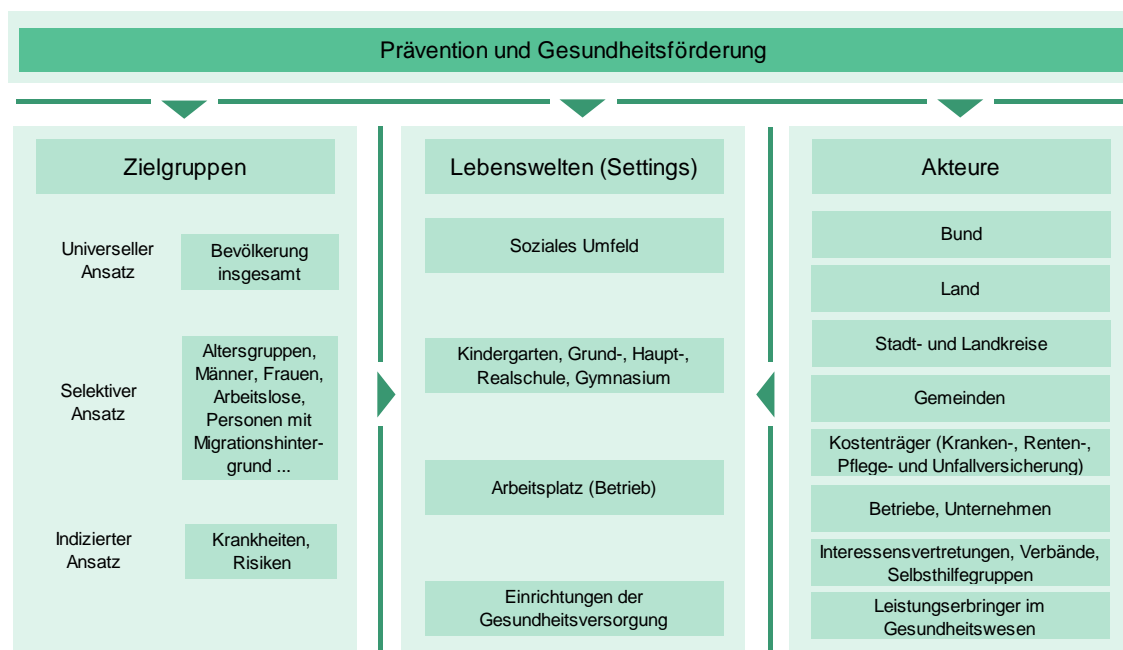 Prävention und Gesundheitsförderung
Zielgruppen
Universeller
Ansatz
Bevölkerung
insgesamt
Selektiver
Ansatz
Altersgruppen,
Männer, Frauen,
Arbeitslose,
Personen mit
Migrationshinter-
grund ...
Indizierter
Ansatz
Krankheiten,
Risiken
Lebenswelten (Settings)
Soziales Umfeld
Kindergarten, Grund-, Haupt-,
Realschule, Gymnasium
Arbeitsplatz (Betrieb)
Einrichtungen der
Gesundheitsversorgung
Akteure
Bund
Land
Stadt- und Landkreise
Gemeinden
Kostenträger (Kranken-, Renten-,
Pflege- und Unfallversicherung)
Betriebe, Unternehmen
Interessensvertretungen, Verbände,
Selbsthilfegruppen
Leistungserbringer im
Gesundheitswesen